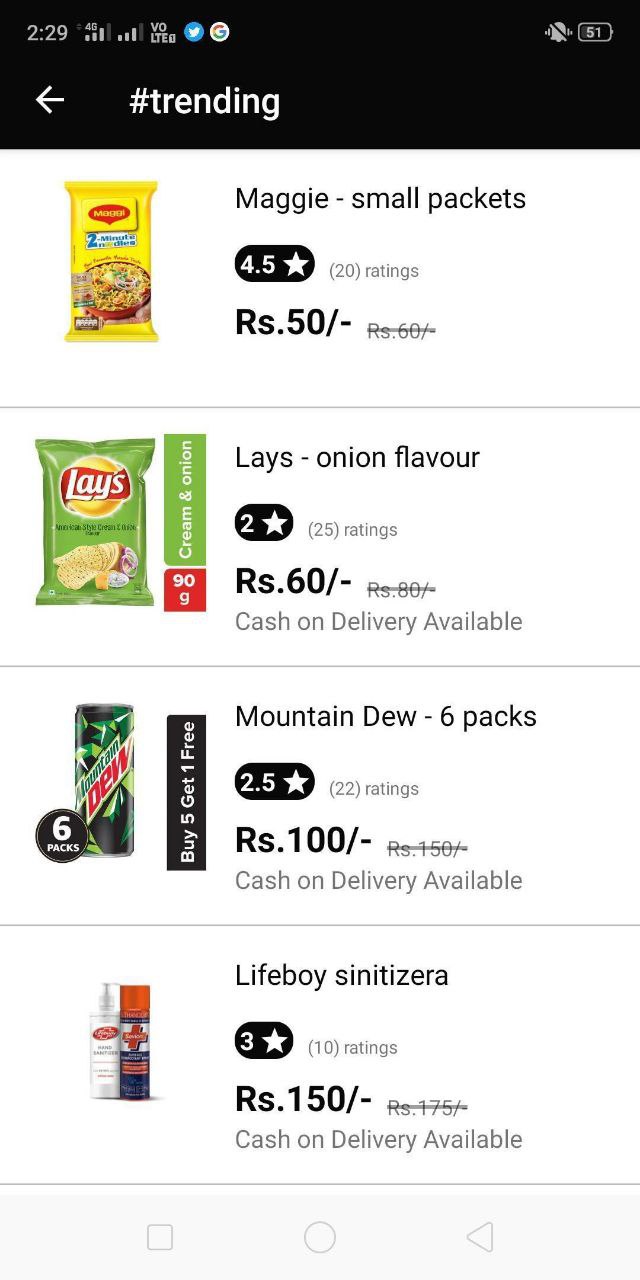 2:29 4G VO LTE 51
#trending
Maggi
2-Minute
noodles
Maggie - small packets
4.5 ★ (20) ratings
Rs.50/- Rs.60/-
Lay's
American Style Cream & Onion
Flavour
Cream & onion
90
g
Lays - onion flavour
2 ★ (25) ratings
Rs.60/- Rs.80/-
Cash on Delivery Available
Mountain
Dew
6
PACKS
Buy 5 Get 1 Free
Mountain Dew - 6 packs
2.5 ★ (22) ratings
Rs.100/- Rs.150/-
Cash on Delivery Available
HAND
SANITIZER
Savlon
Lifeboy sinitizera
3 ★ (10) ratings
Rs.150/- Rs.175/-
Cash on Delivery Available